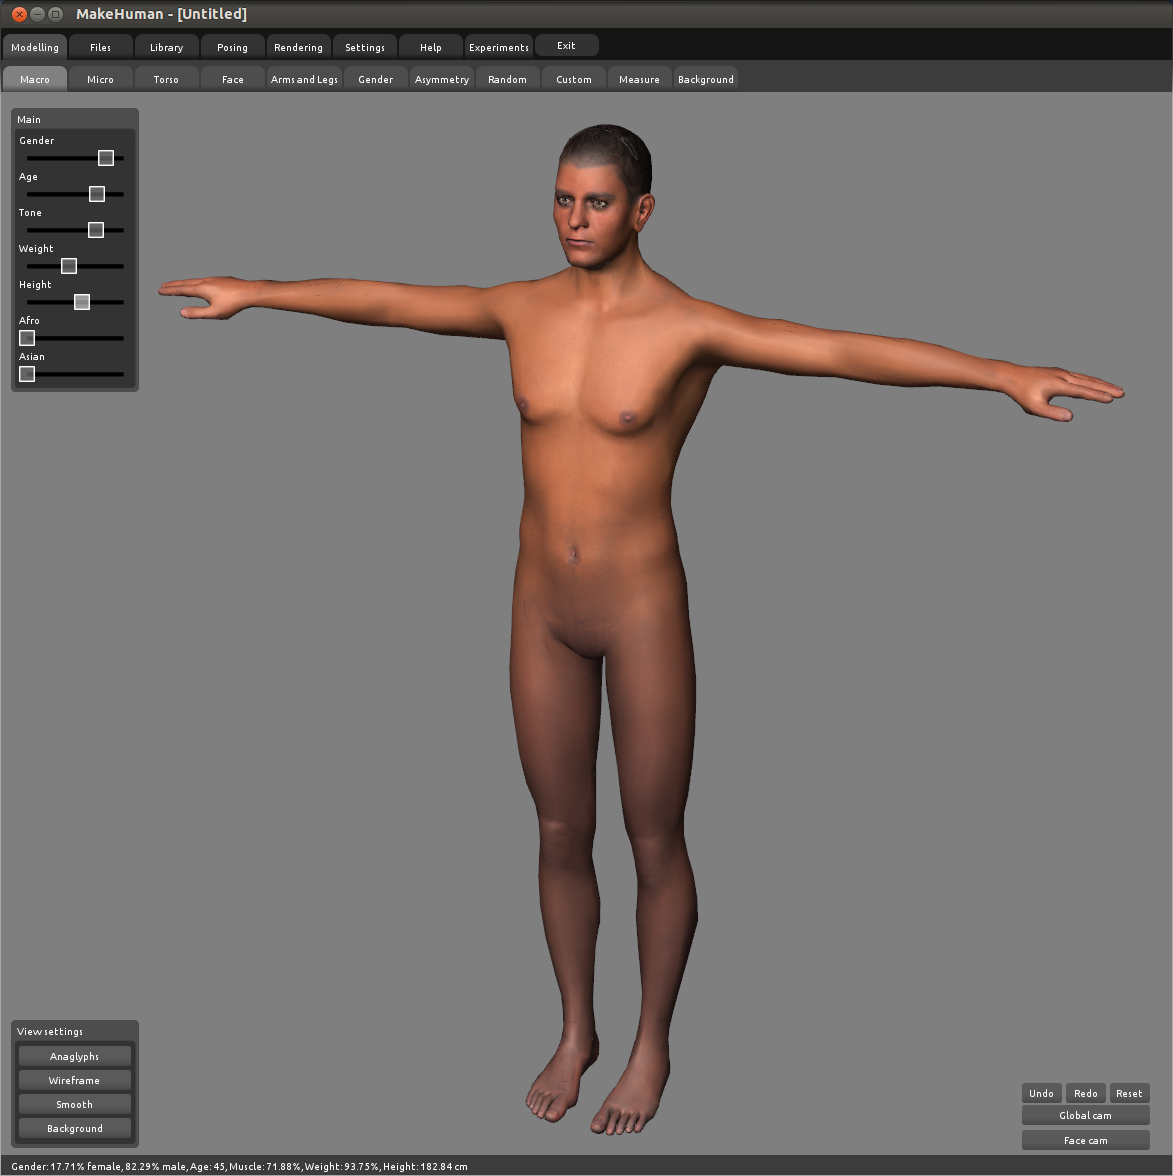 MakeHuman - [Untitled]
Modelling Files Library Posing Rendering Settings Help Experiments Exit
Macro Micro Torso Face Arms and Legs Gender Asymmetry Random Custom Measure Background
Main
Gender
Age
Tone
Weight
Height
Afro
Asian
View settings
Anaglyphs
Wireframe
Smooth
Background
Undo Redo Reset
Global cam
Face cam
Gender: 17.71% female, 82.29% male, Age: 45, Muscle: 71.88%, Weight: 93.75%, Height: 182.84 cm